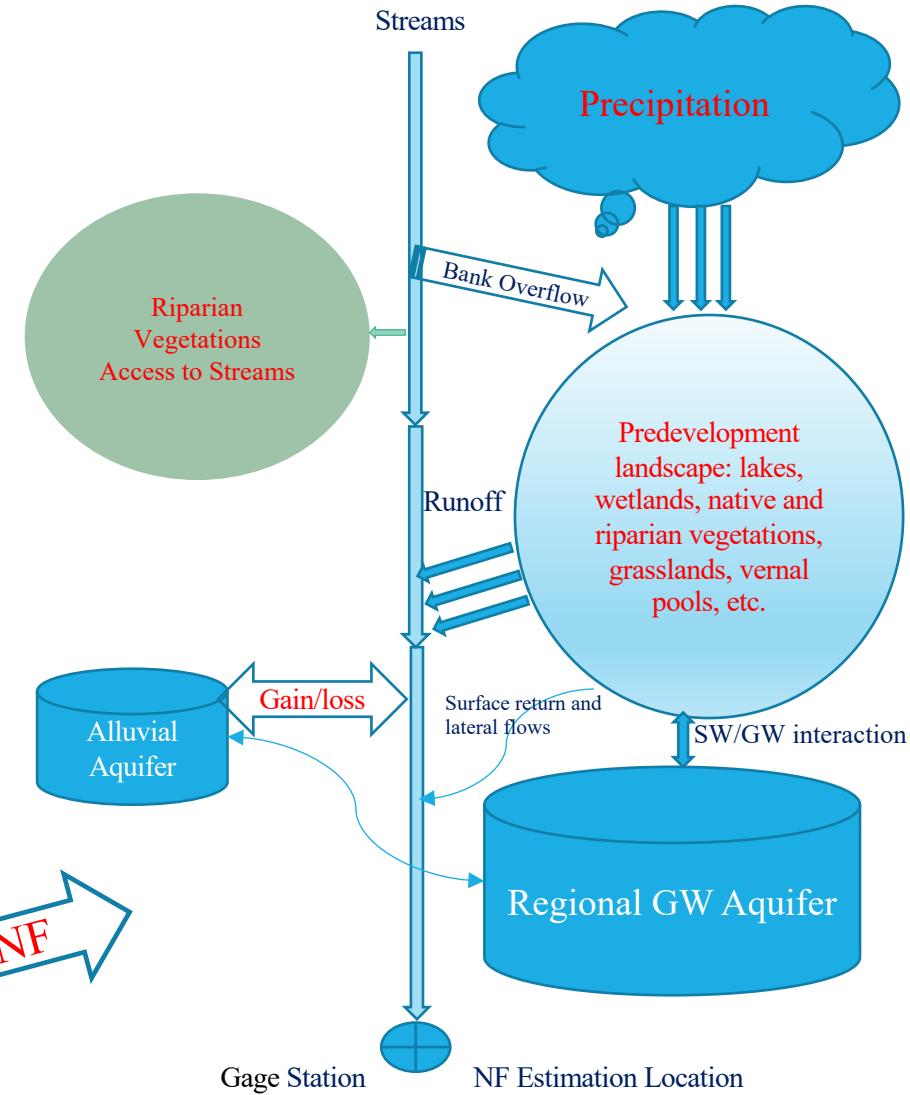 Streams
Precipitation
Bank Overflow
Riparian
Vegetations
Access to Streams
Predevelopment
landscape: lakes,
wetlands, native and
riparian vegetations,
grasslands, vernal
pools, etc.
Runoff
Gain/loss
Surface return and
lateral flows
SW/GW interaction
Alluvial
Aquifer
Regional GW Aquifer
NF
Gage Station
NF Estimation Location